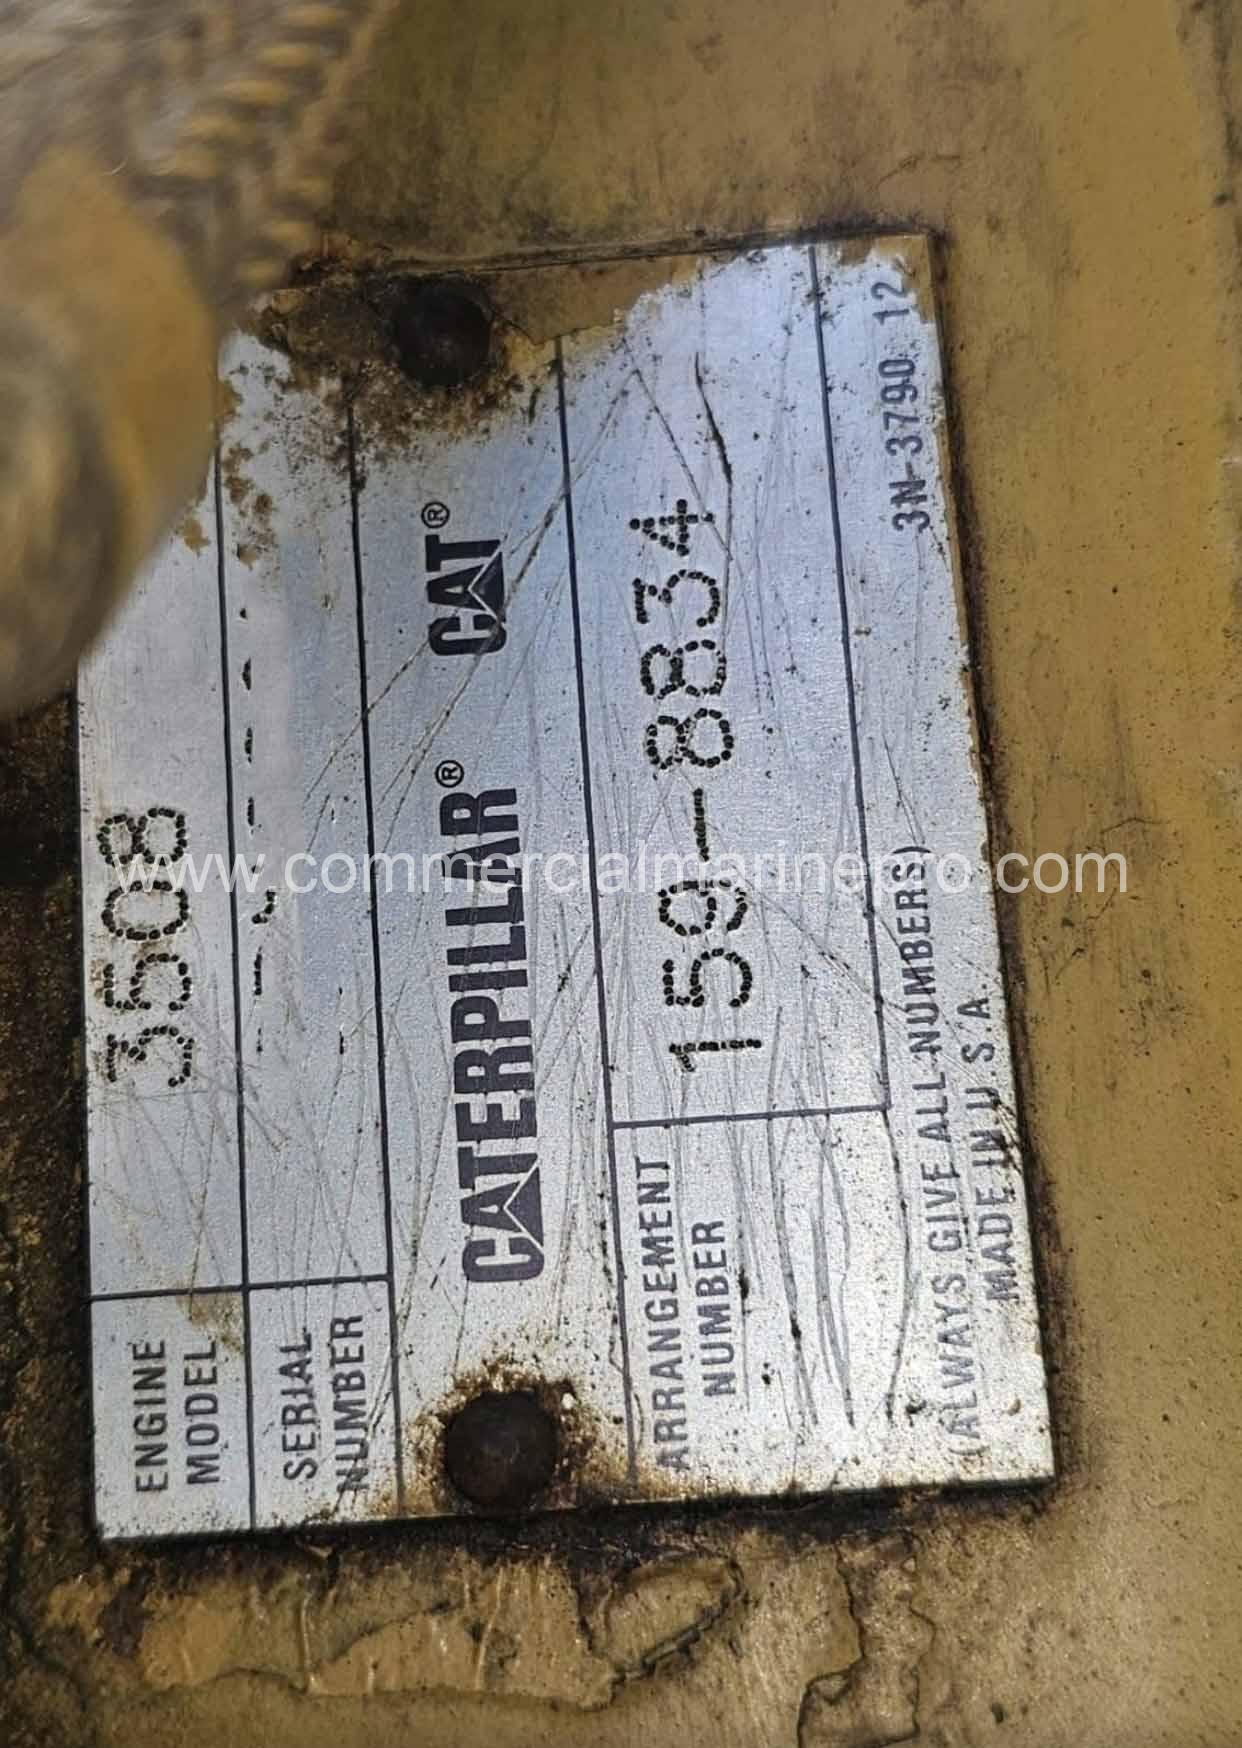 ENGINE MODEL 3508
SERIAL NUMBER
CATERPILLAR® CAT®
ARRANGEMENT NUMBER 159-8834
(ALWAYS GIVE ALL NUMBERS) 3N-3790 12
MADE IN U.S.A.
www.commercialmarinepro.com